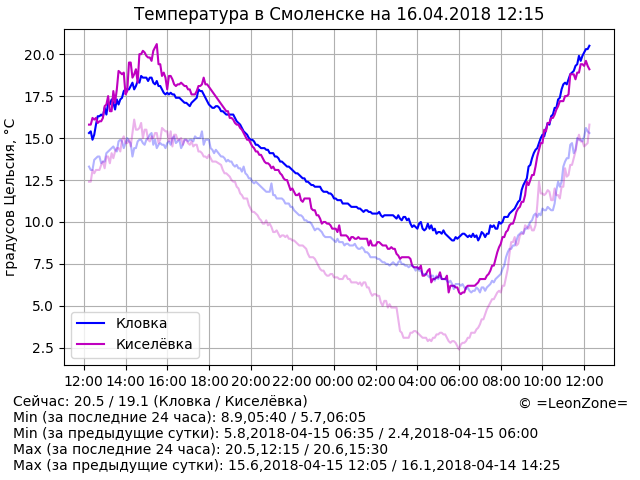 Температура в Смоленске на 16.04.2018 12:15
градусов Цельсия, °C
20.0
17.5
15.0
12.5
10.0
7.5
5.0
2.5
Кловка
Киселёвка
12:00 14:00 16:00 18:00 20:00 22:00 00:00 02:00 04:00 06:00 08:00 10:00 12:00
Сейчас: 20.5 / 19.1 (Кловка / Киселёвка)
© =LeonZone=
Min (за последние 24 часа): 8.9,05:40 / 5.7,06:05
Min (за предыдущие сутки): 5.8,2018-04-15 06:35 / 2.4,2018-04-15 06:00
Max (за последние 24 часа): 20.5,12:15 / 20.6,15:30
Max (за предыдущие сутки): 15.6,2018-04-15 12:05 / 16.1,2018-04-14 14:25